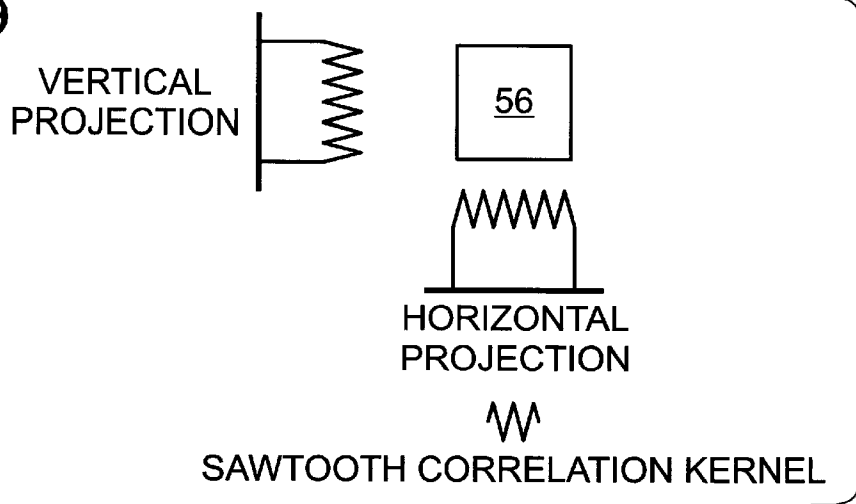 VERTICAL
PROJECTION
56
HORIZONTAL
PROJECTION
SAWTOOTH CORRELATION KERNEL